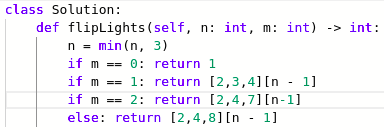 class Solution:
    def flipLights(self, n: int, m: int) -> int:
        n = min(n, 3)
        if m == 0: return 1
        if m == 1: return [2,3,4][n - 1]
        if m == 2: return [2,4,7][n-1]
        else: return [2,4,8][n - 1]